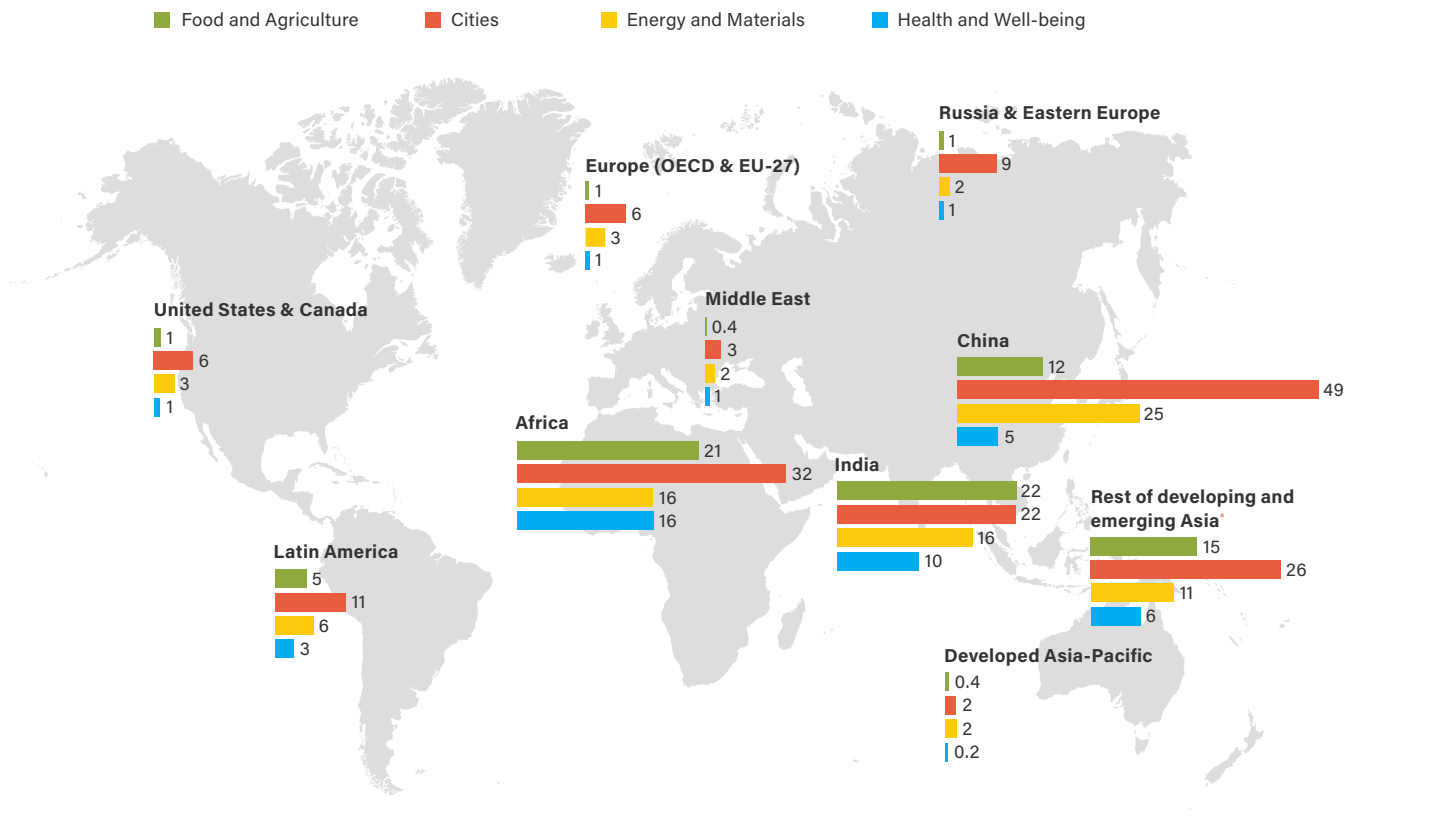 Food and Agriculture
Cities
Energy and Materials
Health and Well-being
Russia & Eastern Europe
1
9
2
1
Europe (OECD & EU-27)
1
6
3
1
United States & Canada
1
6
3
1
Middle East
0.4
3
2
1
China
12
49
25
5
Africa
21
32
16
16
India
22
22
16
10
Rest of developing and
emerging Asia*
15
26
11
6
Latin America
5
11
6
3
Developed Asia-Pacific
0.4
2
2
0.2